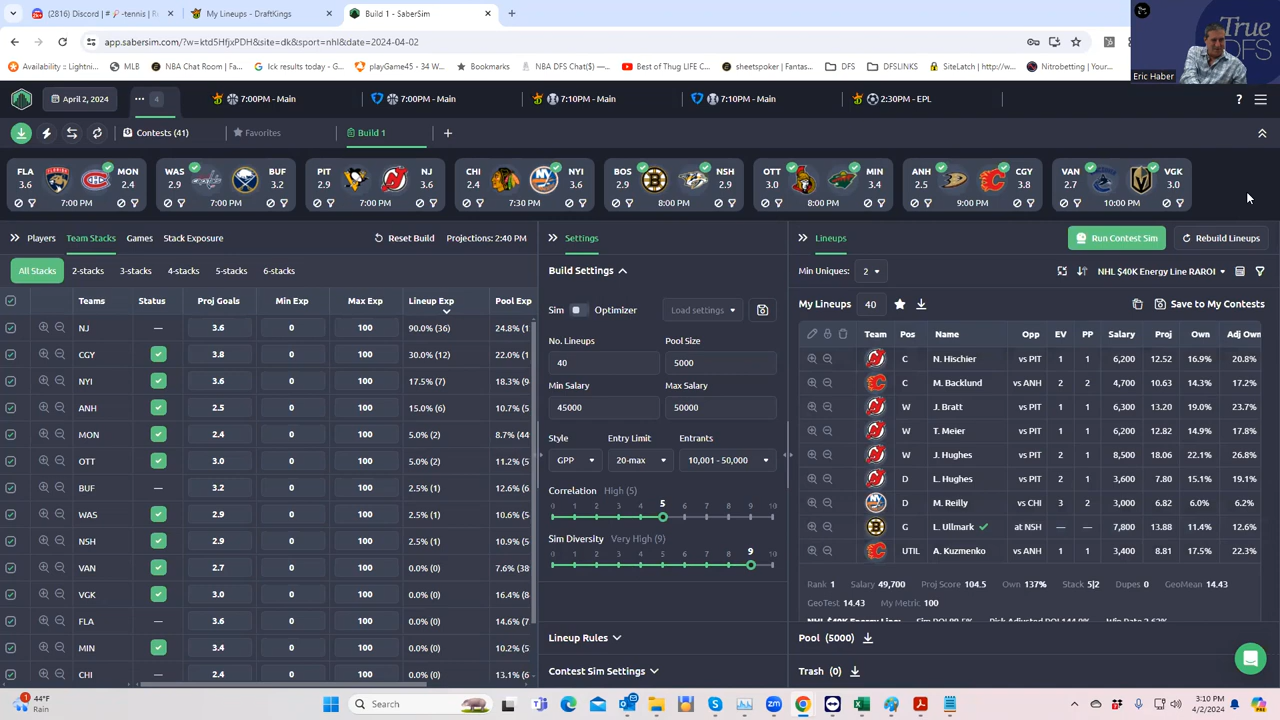 (2816) Discord | # 🎾-tennis | R
My Lineups - DraftKings
Build 1 - SaberSim
app.sabersim.com/?w=ktd5HfjxPDH&site=dk&sport=nhl&date=2024-04-02
Availability :: Lightni...
MLB
NBA Chat Room | Fa...
Ick results today - G...
playGame45 - 34 W...
NBA DFS Chat($) —...
Best of Thug LIFE C...
sheetspoker | Fantas...
DFS
DFSLINKS
SiteLatch | http://w...
Nitrobetting | Your...
True
DFS
Eric Haber
April 2, 2024
4
7:00PM - Main
7:00PM - Main
7:10PM - Main
7:10PM - Main
2:30PM - EPL
Contests (41)
Favorites
Build 1
FLA MON
3.6 2.4
7:00 PM
WAS BUF
2.9 3.2
7:00 PM
PIT NJ
2.9 3.6
7:00 PM
CHI NYI
2.4 3.6
7:30 PM
BOS NSH
2.9 2.9
8:00 PM
OTT MIN
3.0 3.4
8:00 PM
ANH CGY
2.5 3.8
9:00 PM
VAN VGK
2.7 3.0
10:00 PM
Players Team Stacks Games Stack Exposure Reset Build Projections: 2:40 PM
All Stacks 2-stacks 3-stacks 4-stacks 5-stacks 6-stacks
Teams Status Proj Goals Min Exp Max Exp Lineup Exp Pool Exp
NJ — 3.6 0 100 90.0% (36) 24.8% (1
CGY 3.8 0 100 30.0% (12) 22.0% (1
NYI 3.6 0 100 17.5% (7) 18.3% (9
ANH 2.5 0 100 15.0% (6) 10.7% (5
MON 2.4 0 100 5.0% (2) 8.7% (44
OTT 3.0 0 100 5.0% (2) 11.2% (5
BUF — 3.2 0 100 2.5% (1) 12.6% (6
WAS 2.9 0 100 2.5% (1) 10.6% (5
NSH 2.9 0 100 2.5% (1) 10.9% (5
VAN 2.7 0 100 0.0% (0) 7.6% (38
VGK 3.0 0 100 0.0% (0) 16.4% (8
FLA — 3.6 0 100 0.0% (0) 14.6% (7
MIN 3.4 0 100 0.0% (0) 10.2% (5
CHI 2.4 0 100 0.0% (0) 13.1% (6
Settings
Build Settings
Sim Optimizer Load settings
No. Lineups Pool Size
40 5000
Min Salary Max Salary
45000 50000
Style Entry Limit Entrants
GPP 20-max 10,001 - 50,000
Correlation High (5)
0 1 2 3 4 5 6 7 8 9 10
Sim Diversity Very High (9)
0 1 2 3 4 5 6 7 8 9 10
Lineup Rules
Contest Sim Settings
Lineups Run Contest Sim Rebuild Lineups
Min Uniques: 2 NHL $40K Energy Line RAROI
My Lineups 40 Save to My Contests
Team Pos Name Opp EV PP Salary Proj Own Adj Own
C N. Hischier vs PIT 1 1 6,200 12.52 16.9% 20.8%
C M. Backlund vs ANH 2 2 4,700 10.63 14.3% 17.2%
W J. Bratt vs PIT 1 1 6,300 13.20 19.0% 23.7%
W T. Meier vs PIT 1 1 6,200 12.82 14.9% 17.8%
W J. Hughes vs PIT 2 1 8,500 18.06 22.1% 26.8%
D L. Hughes vs PIT 2 1 3,600 7.80 15.1% 19.1%
D M. Reilly vs CHI 3 2 3,000 6.82 6.0% 6.2%
G L. Ullmark at NSH — — 7,800 13.88 11.4% 12.6%
UTIL A. Kuzmenko vs ANH 1 1 3,400 8.81 17.5% 22.3%
Rank 1 Salary 49,700 Proj Score 104.5 Own 137% Stack 5|2 Dupes 0 GeoMean 14.43
GeoTest 14.43 My Metric 100
Pool (5000)
Trash (0)
1
44°F
Rain
Search
3:10 PM
4/2/2024